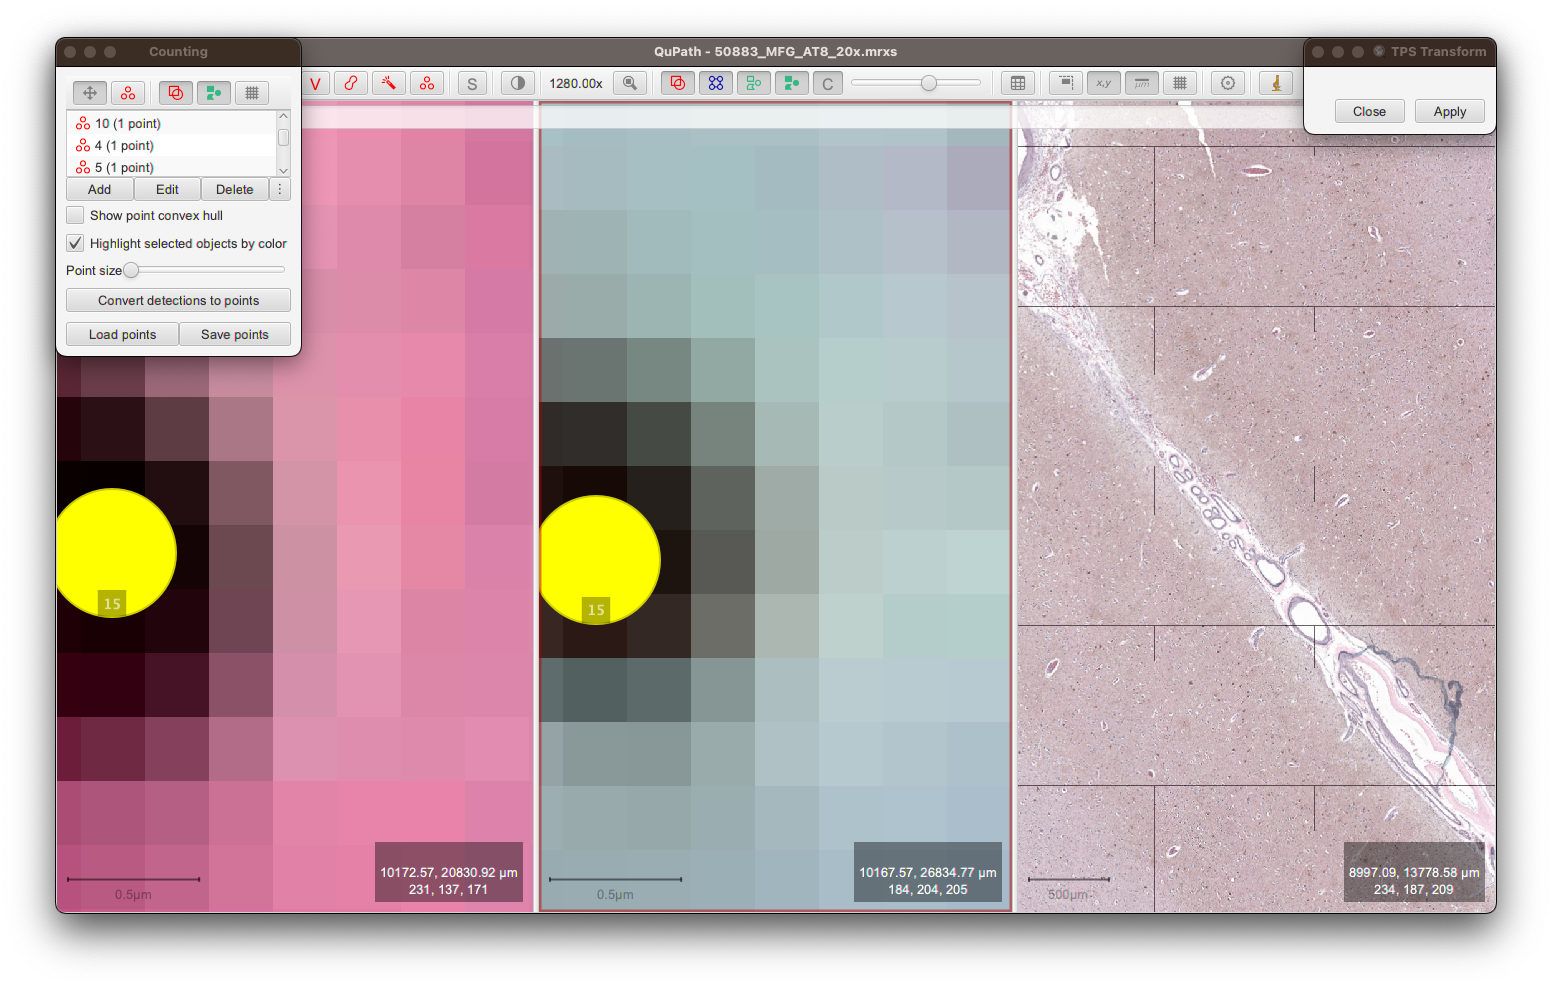 Counting
QuPath - 50883_MFG_AT8_20x.mrxs
TPS Transform
V
S
1280.00x
C
x,y
μm
Close
Apply
10 (1 point)
4 (1 point)
5 (1 point)
Add
Edit
Delete
⋮
Show point convex hull
Highlight selected objects by color
Point size
Convert detections to points
Load points
Save points
15
15
0.5μm
10172.57, 20830.92 μm
231, 137, 171
0.5μm
10167.57, 26834.77 μm
184, 204, 205
500μm
8997.09, 13778.58 μm
234, 187, 209